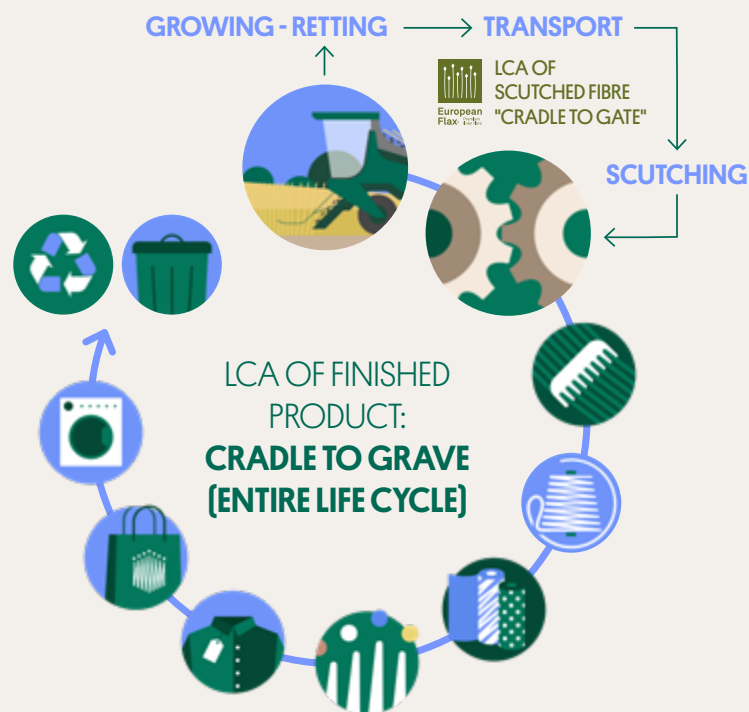 GROWING - RETTING
TRANSPORT
LCA OF
SCUTCHED FIBRE
"CRADLE TO GATE"
European
Flax
SCUTCHING
LCA OF FINISHED
PRODUCT:
CRADLE TO GRAVE
(ENTIRE LIFE CYCLE)